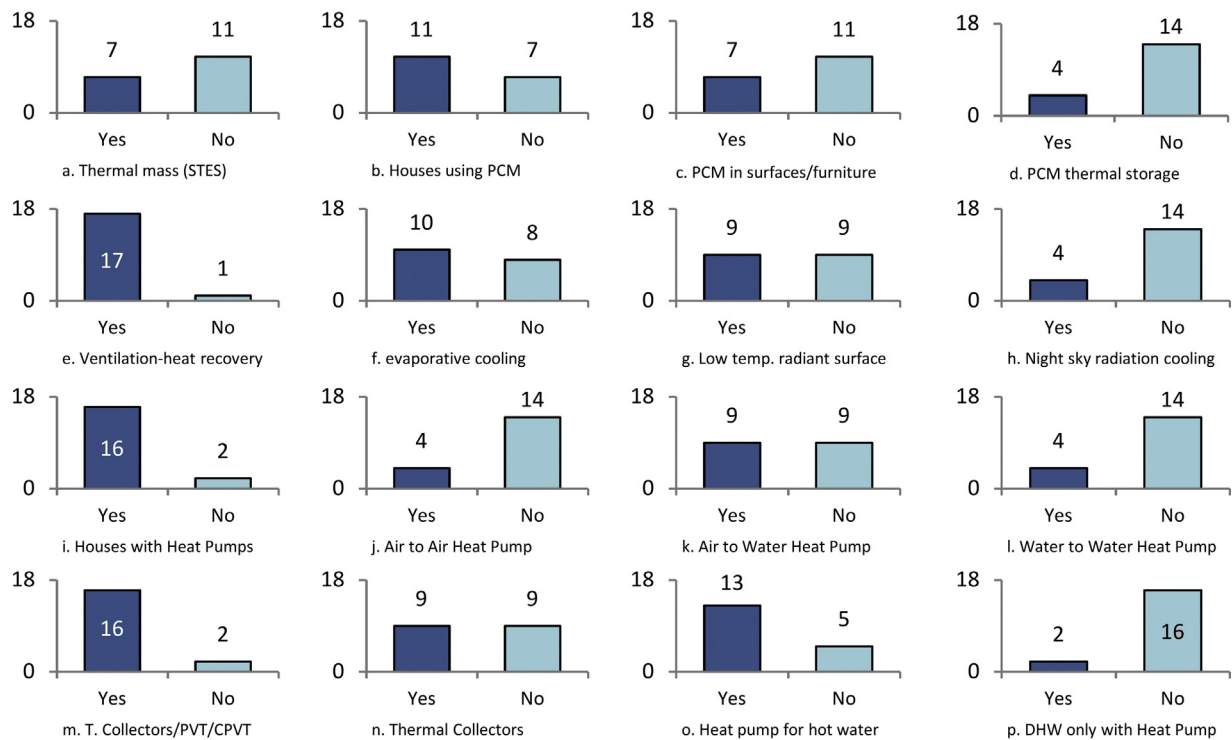 18 7 11 18 11 7 18 7 11 18 4 14
0 0 0 0
Yes No Yes No Yes No Yes No
a. Thermal mass (STES) b. Houses using PCM c. PCM in surfaces/furniture d. PCM thermal storage
18 17 1 18 10 8 18 9 9 18 4 14
0 0 0 0
Yes No Yes No Yes No Yes No
e. Ventilation-heat recovery f. evaporative cooling g. Low temp. radiant surface h. Night sky radiation cooling
18 16 2 18 4 14 18 9 9 18 4 14
0 0 0 0
Yes No Yes No Yes No Yes No
i. Houses with Heat Pumps j. Air to Air Heat Pump k. Air to Water Heat Pump l. Water to Water Heat Pump
18 16 2 18 9 9 18 13 5 18 2 16
0 0 0 0
Yes No Yes No Yes No Yes No
m. T. Collectors/PVT/CPVT n. Thermal Collectors o. Heat pump for hot water p. DHW only with Heat Pump